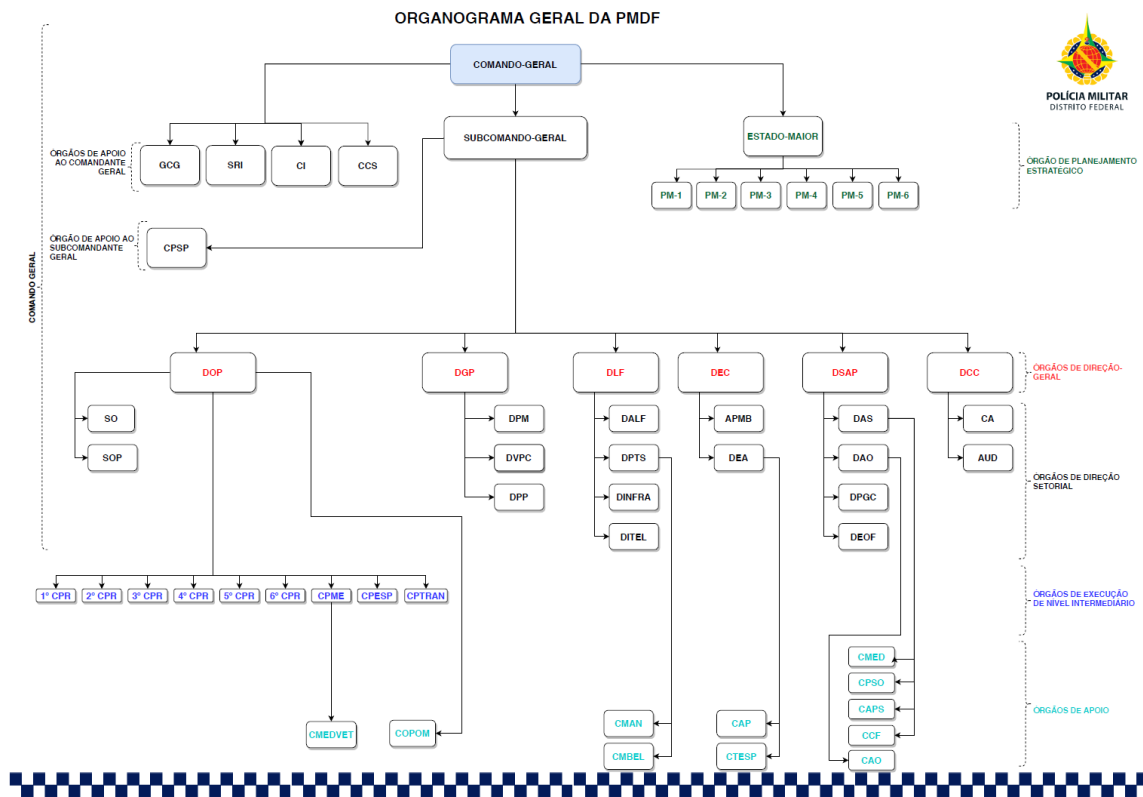 ORGANOGRAMA GERAL DA PMDF
COMANDO-GERAL
POLÍCIA MILITAR
DISTRITO FEDERAL
SUBCOMANDO-GERAL
ESTADO-MAIOR
ÓRGÃOS DE APOIO
AO COMANDANTE
GERAL
GCG
SRI
CI
CCS
ÓRGÃO DE PLANEJAMENTO
ESTRATÉGICO
PM-1
PM-2
PM-3
PM-4
PM-5
PM-6
ÓRGÃO DE APOIO AO
SUBCOMANDANTE
GERAL
CPSP
COMANDO GERAL
DOP
DGP
DLF
DEC
DSAP
DCC
ÓRGÃOS DE DIREÇÃO-
GERAL
SO
DPM
DALF
APMB
DAS
CA
SOP
DVPC
DPTS
DEA
DAO
AUD
ÓRGÃOS DE DIREÇÃO
SETORIAL
DPP
DINFRA
DPGC
DITEL
DEOF
1º CPR
2º CPR
3º CPR
4º CPR
5º CPR
6º CPR
CPME
CPESP
CPTRAN
ÓRGÃOS DE EXECUÇÃO
DE NÍVEL INTERMEDIÁRIO
CMED
CPSO
CAPS
ÓRGÃOS DE APOIO
CMEDVET
COPOM
CMAN
CAP
CCF
CMBEL
CTESP
CAO